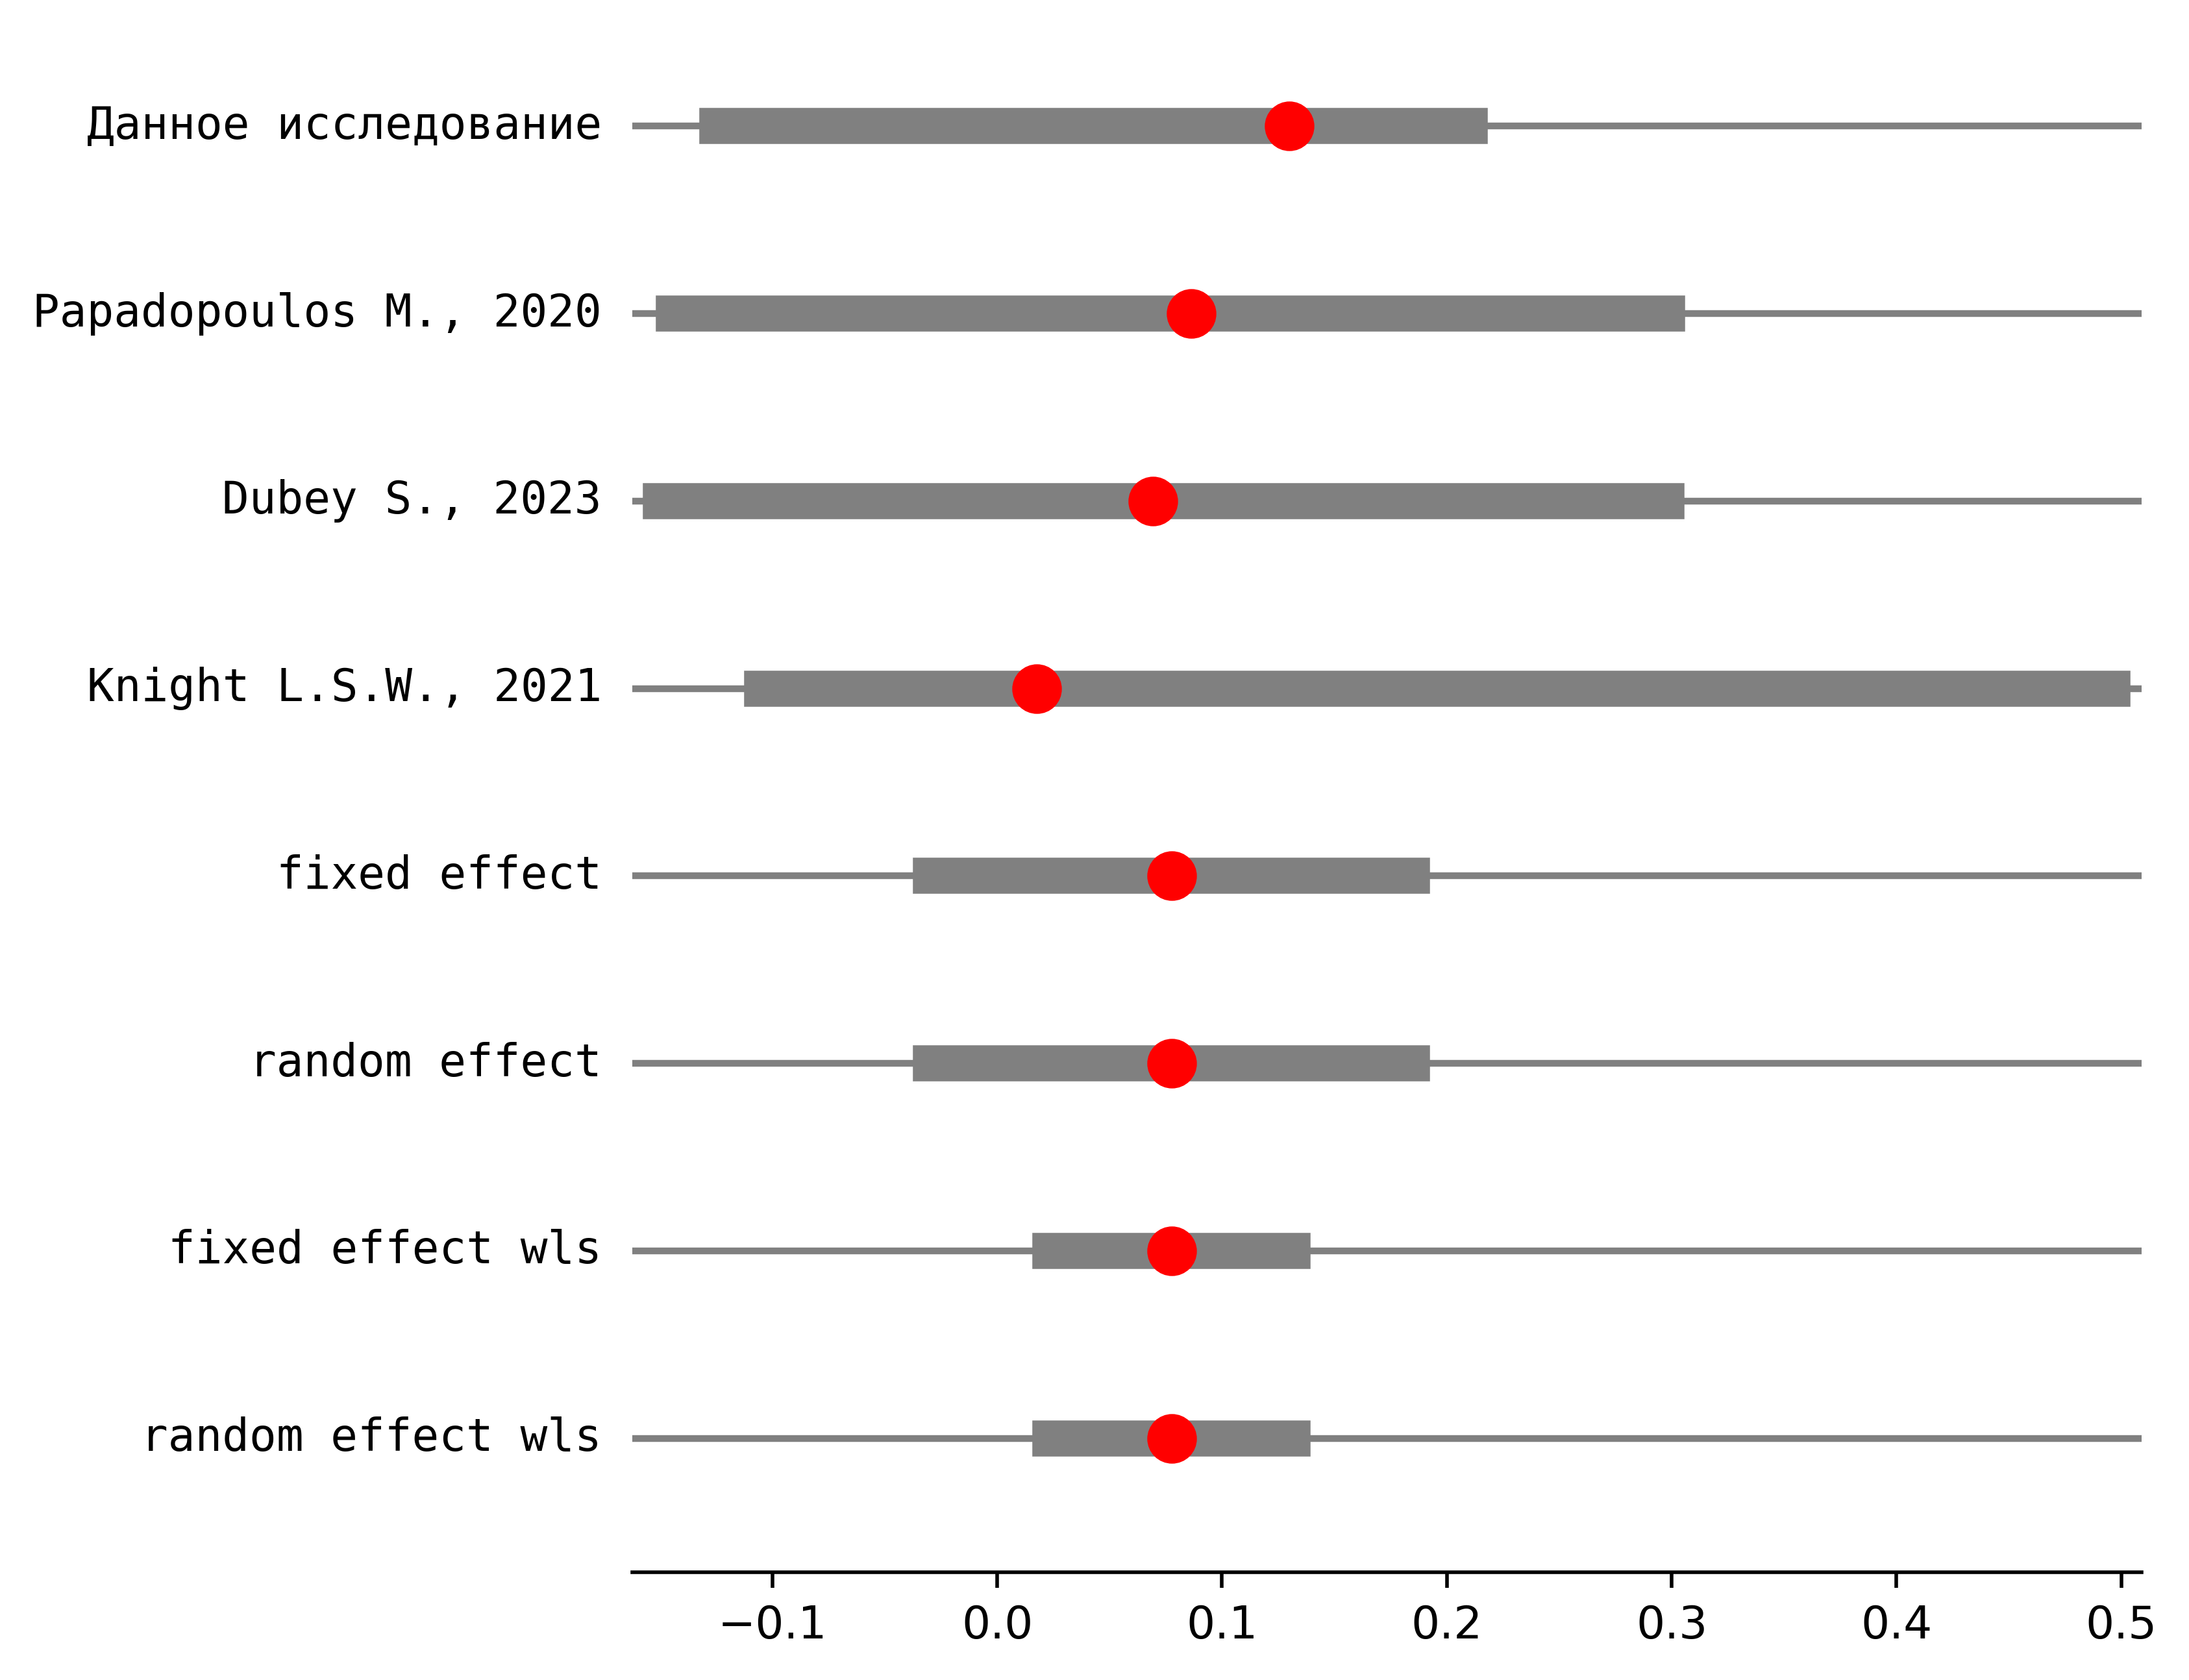 Данное исследование
Papadopoulos M., 2020
Dubey S., 2023
Knight L.S.W., 2021
fixed effect
random effect
fixed effect wls
random effect wls
−0.1 0.0 0.1 0.2 0.3 0.4 0.5